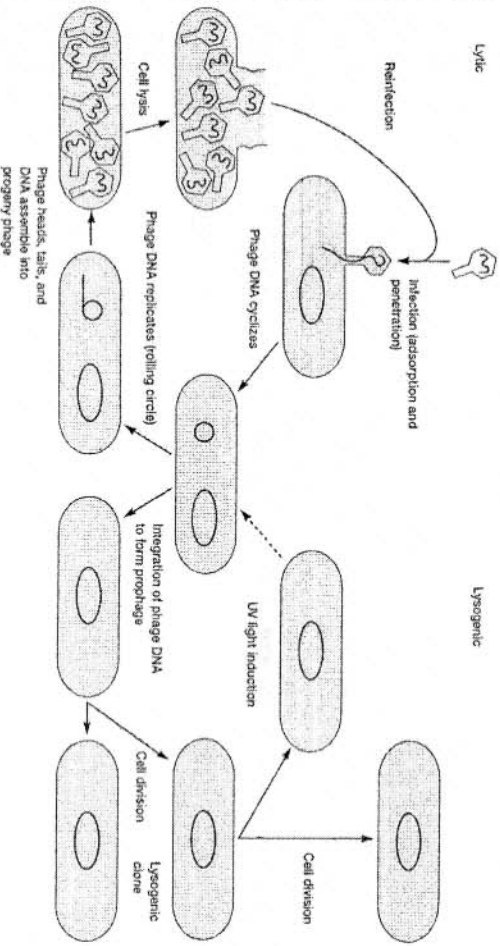 Lytic
Lysogenic
Reinfection
Infection (adsorption and
penetration)
Phage DNA cyclizes
UV light induction
Cell division
Cell lysis
Phage DNA replicates (rolling circle)
Integration of phage DNA
to form prophage
Cell division
Lysogenic
clone
Phage heads, tails, and
DNA assemble into
progeny phage